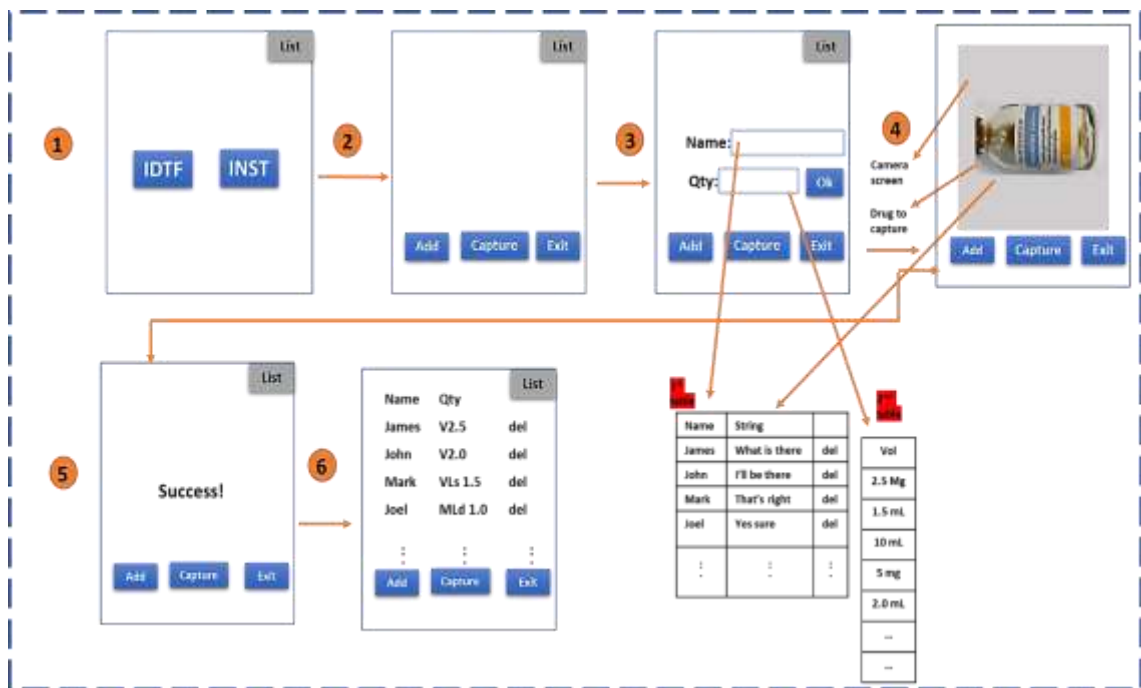 List
1
IDTF INST
2
List
Add Capture Exit
3
List
Name:
Qty: Ok
Add Capture Exit
4
Camera
screen
Drug to
capture
Add Capture Exit
5
List
Success!
Add Capture Exit
6
List
Name Qty
James V2.5 del
John V2.0 del
Mark VLs 1.5 del
Joel MLd 1.0 del
⋮ ⋮ ⋮
Add Capture Exit
Name String
James What is there del
John I'll be there del
Mark That's right del
Joel Yes sure del
⋮ ⋮ ⋮
Vol
2.5 Mg
1.5 mL
10 mL
5 mg
2.0 mL
...
...